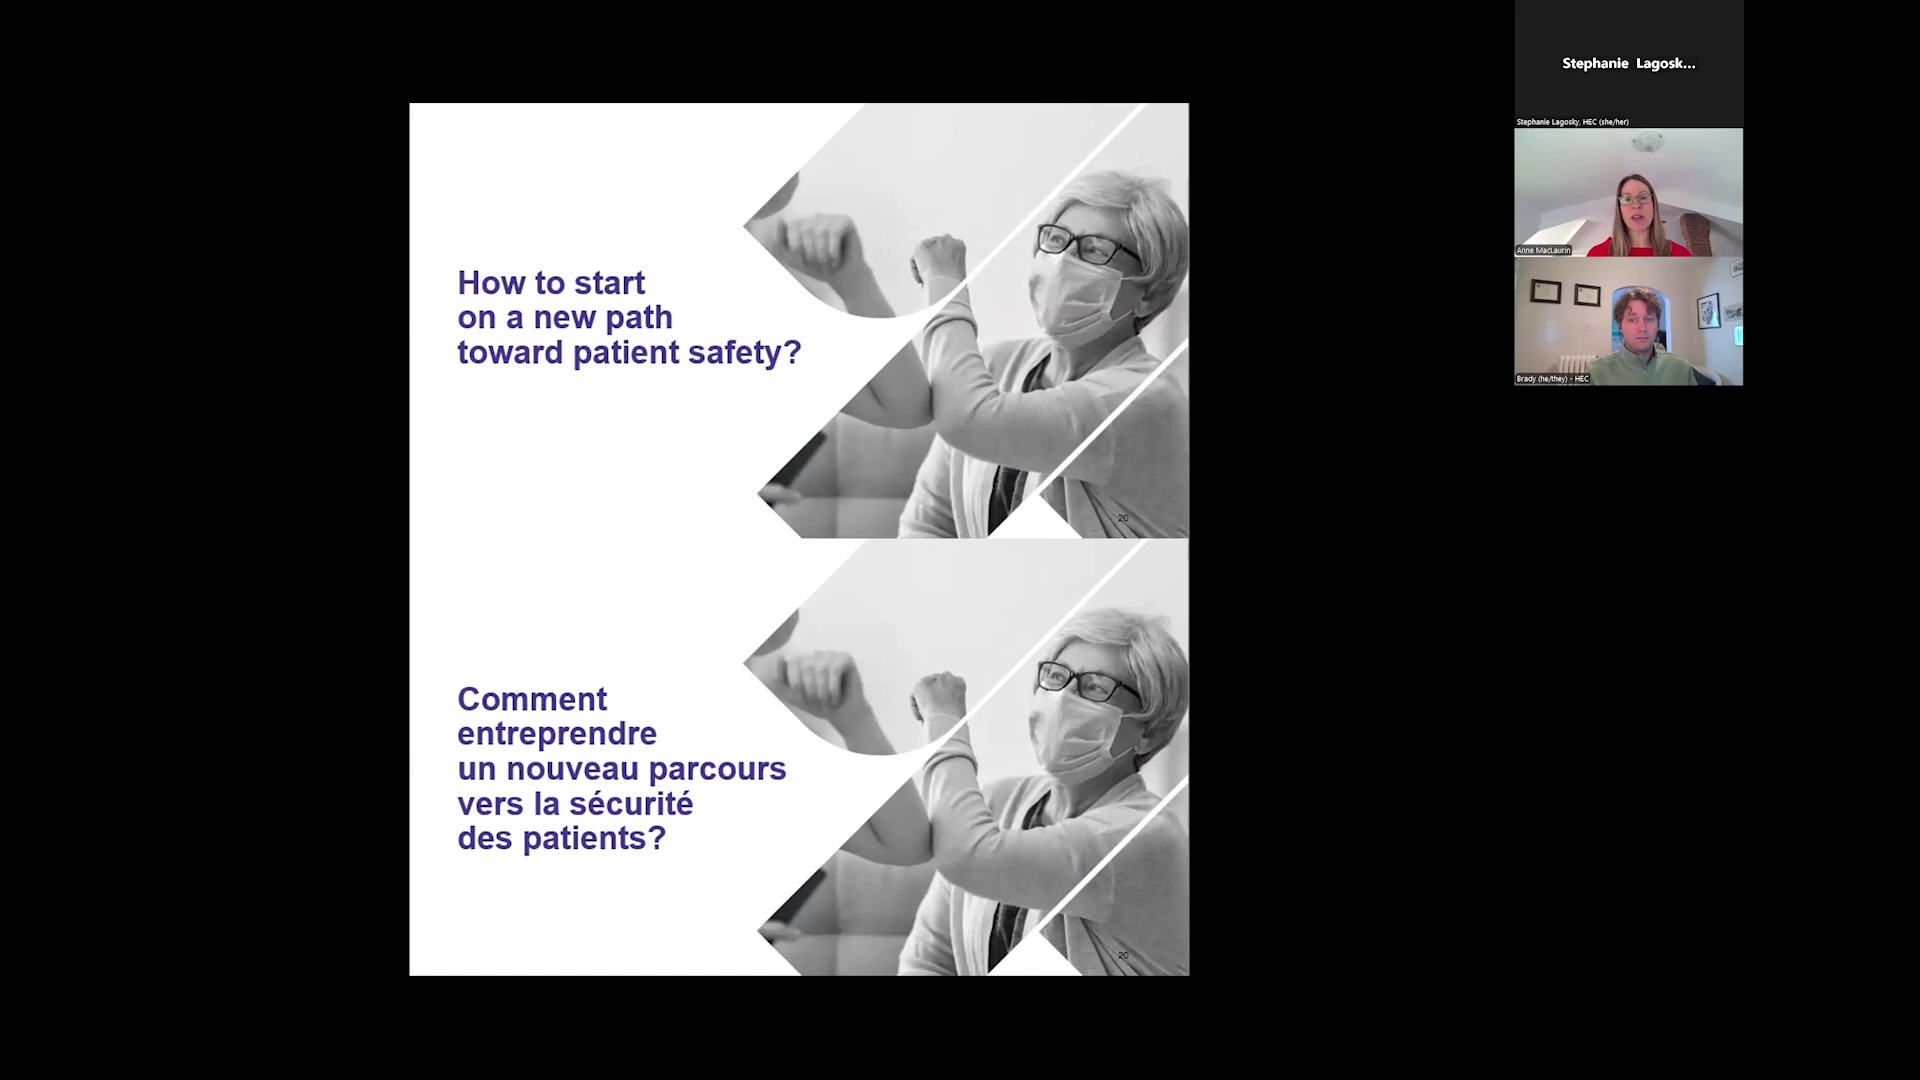 How to start
on a new path
toward patient safety?
20
Comment
entreprendre
un nouveau parcours
vers la sécurité
des patients?
20
Stephanie Lagosk...
Stephanie Lagosky, HEC (she/her)
Anne MacLaurin
Brady (he/they) - HEC